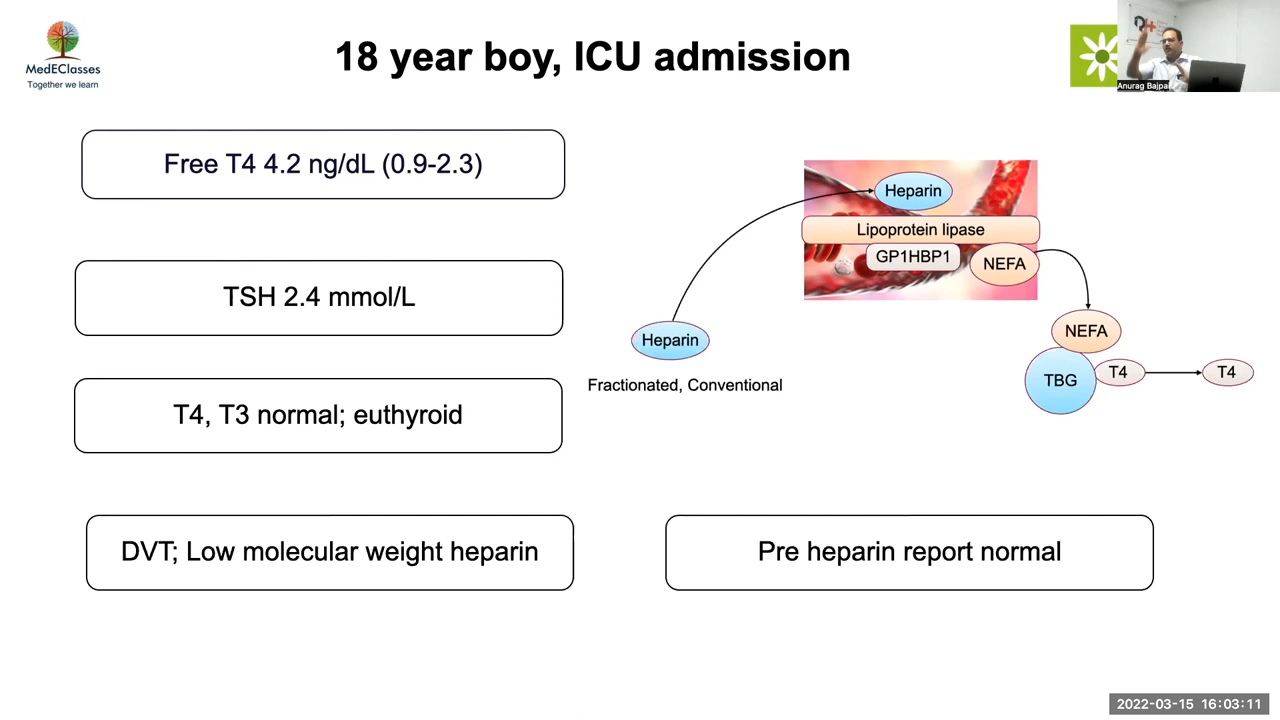 MedEClasses
Together we learn
18 year boy, ICU admission
Anurag Bajpai
Free T4 4.2 ng/dL (0.9-2.3)
TSH 2.4 mmol/L
T4, T3 normal; euthyroid
DVT; Low molecular weight heparin
Heparin
Lipoprotein lipase
GP1HBP1
NEFA
Heparin
Fractionated, Conventional
NEFA
TBG
T4
T4
Pre heparin report normal
2022-03-15 16:03:11